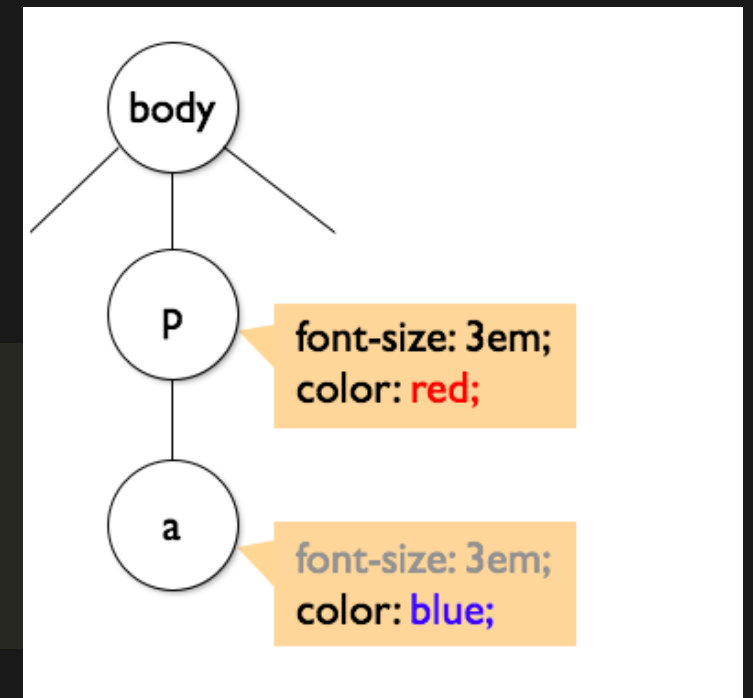 body
p
font-size: 3em;
color: red;
a
font-size: 3em;
color: blue;